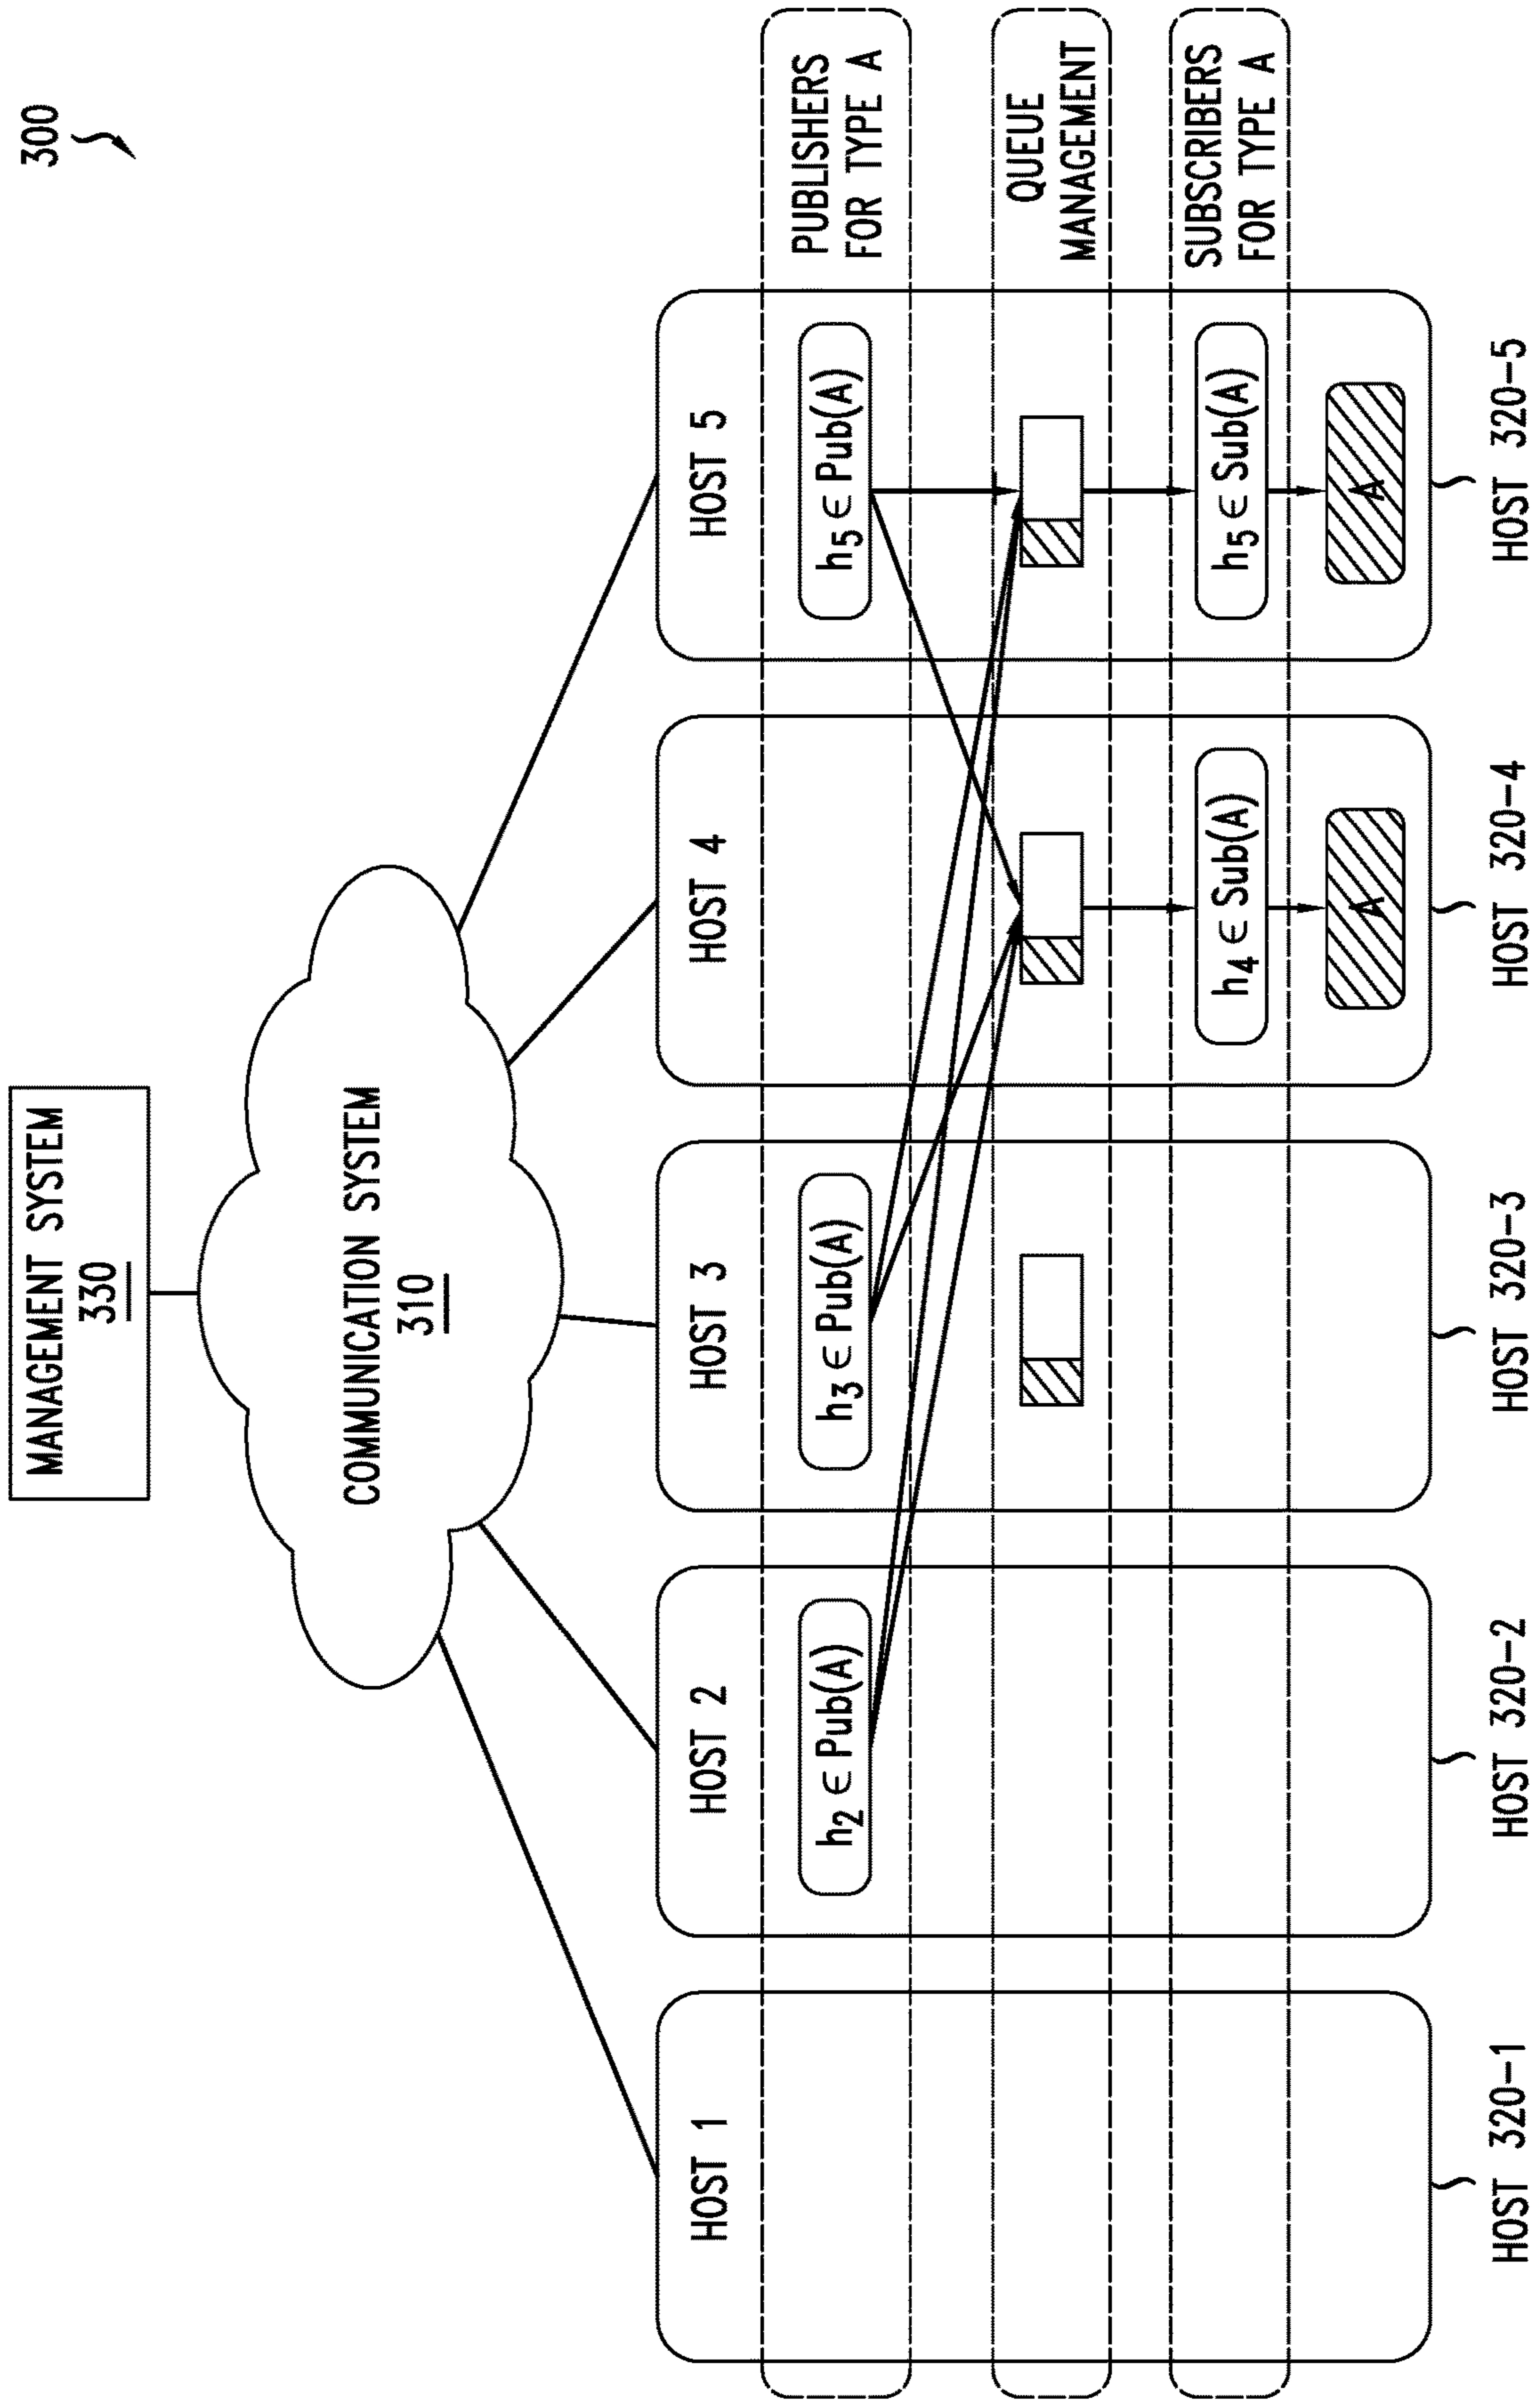 300
MANAGEMENT SYSTEM
330
COMMUNICATION SYSTEM
310
HOST 1
HOST 2
HOST 3
HOST 4
HOST 5
h2 ∈ Pub(A)
h3 ∈ Pub(A)
h5 ∈ Pub(A)
PUBLISHERS
FOR TYPE A
QUEUE
MANAGEMENT
h4 ∈ Sub(A)
h5 ∈ Sub(A)
SUBSCRIBERS
FOR TYPE A
A
A
HOST 320-1
HOST 320-2
HOST 320-3
HOST 320-4
HOST 320-5